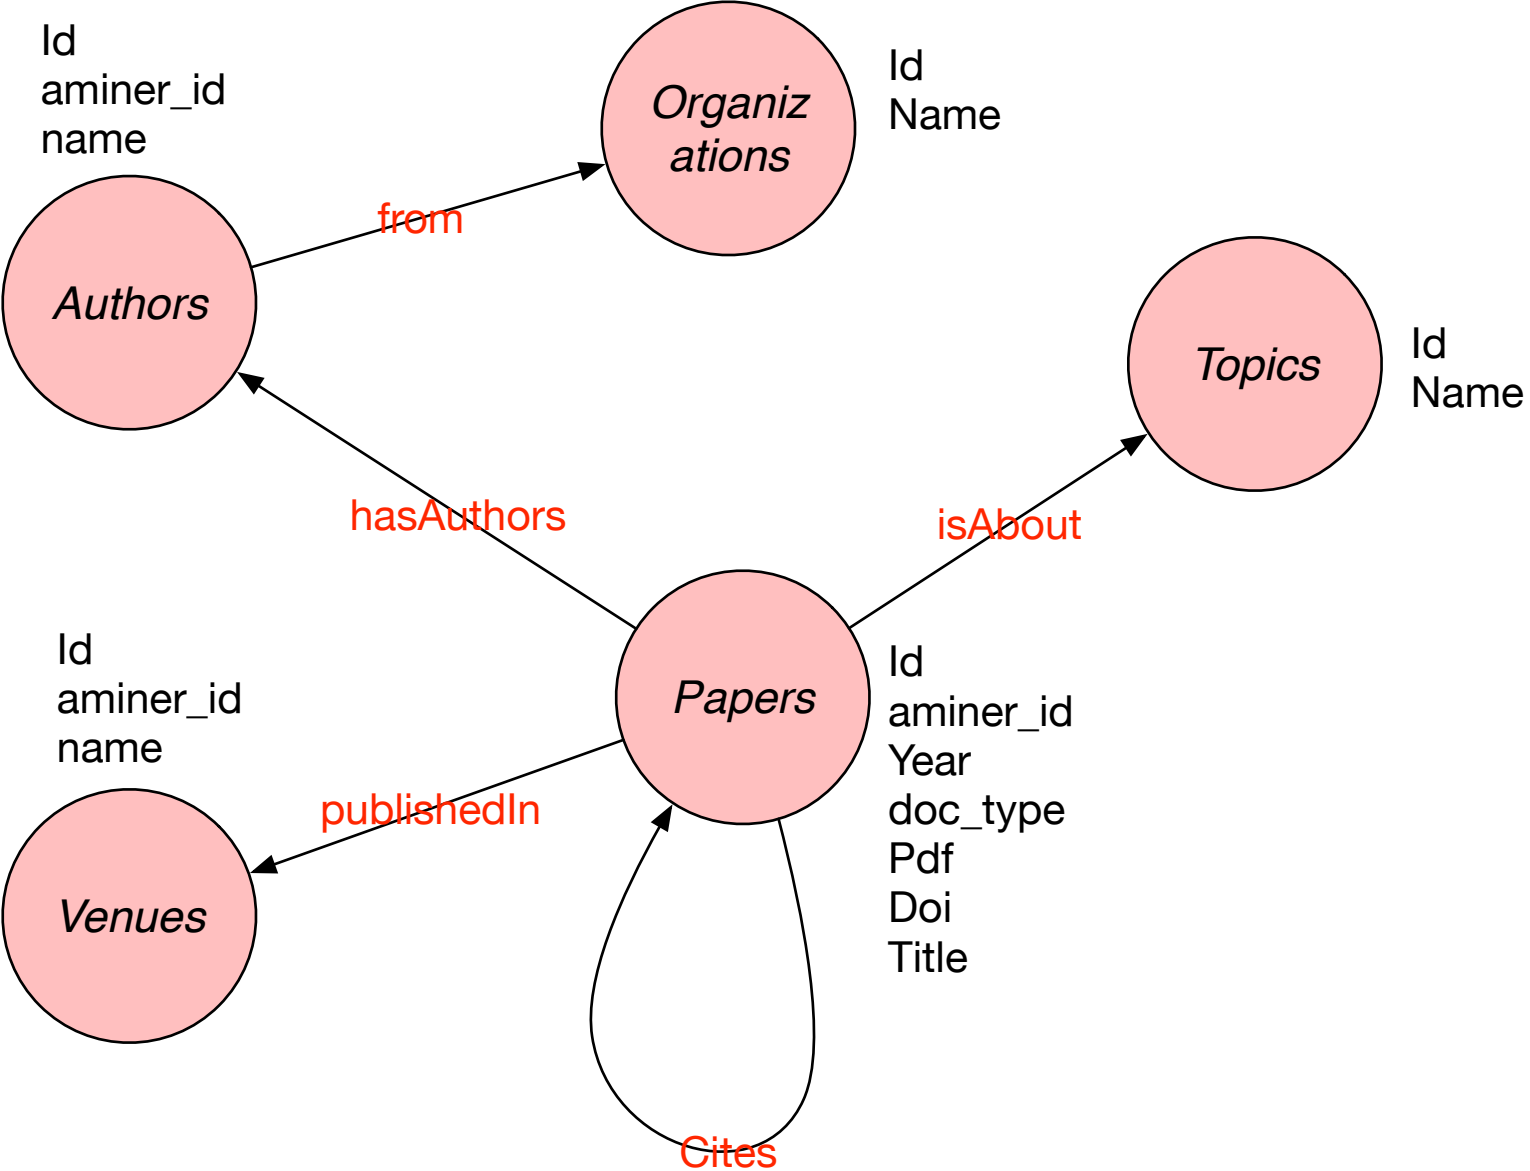 Id
aminer_id
name
Organiz
ations
Id
Name
from
Authors
Topics
Id
Name
hasAuthors
isAbout
Id
aminer_id
name
Papers
Id
aminer_id
Year
doc_type
Pdf
Doi
Title
publishedIn
Venues
Cites